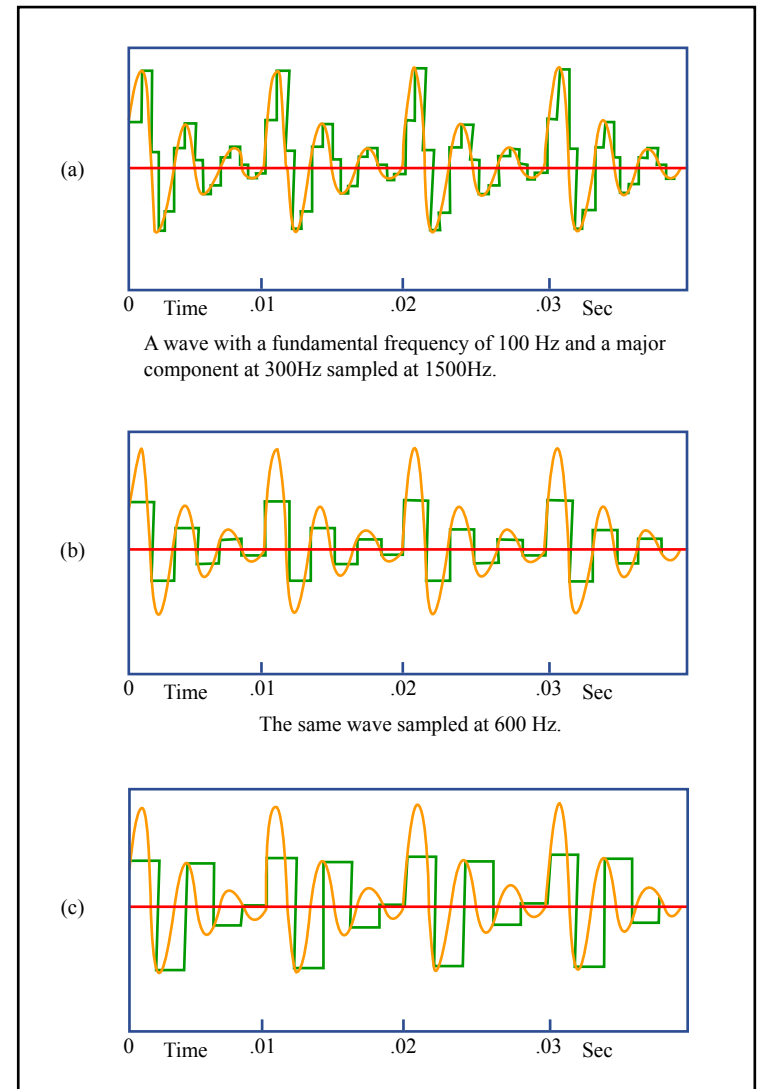 (a)
0 Time .01 .02 .03 Sec
A wave with a fundamental frequency of 100 Hz and a major
component at 300Hz sampled at 1500Hz.
(b)
0 Time .01 .02 .03 Sec
The same wave sampled at 600 Hz.
(c)
0 Time .01 .02 .03 Sec